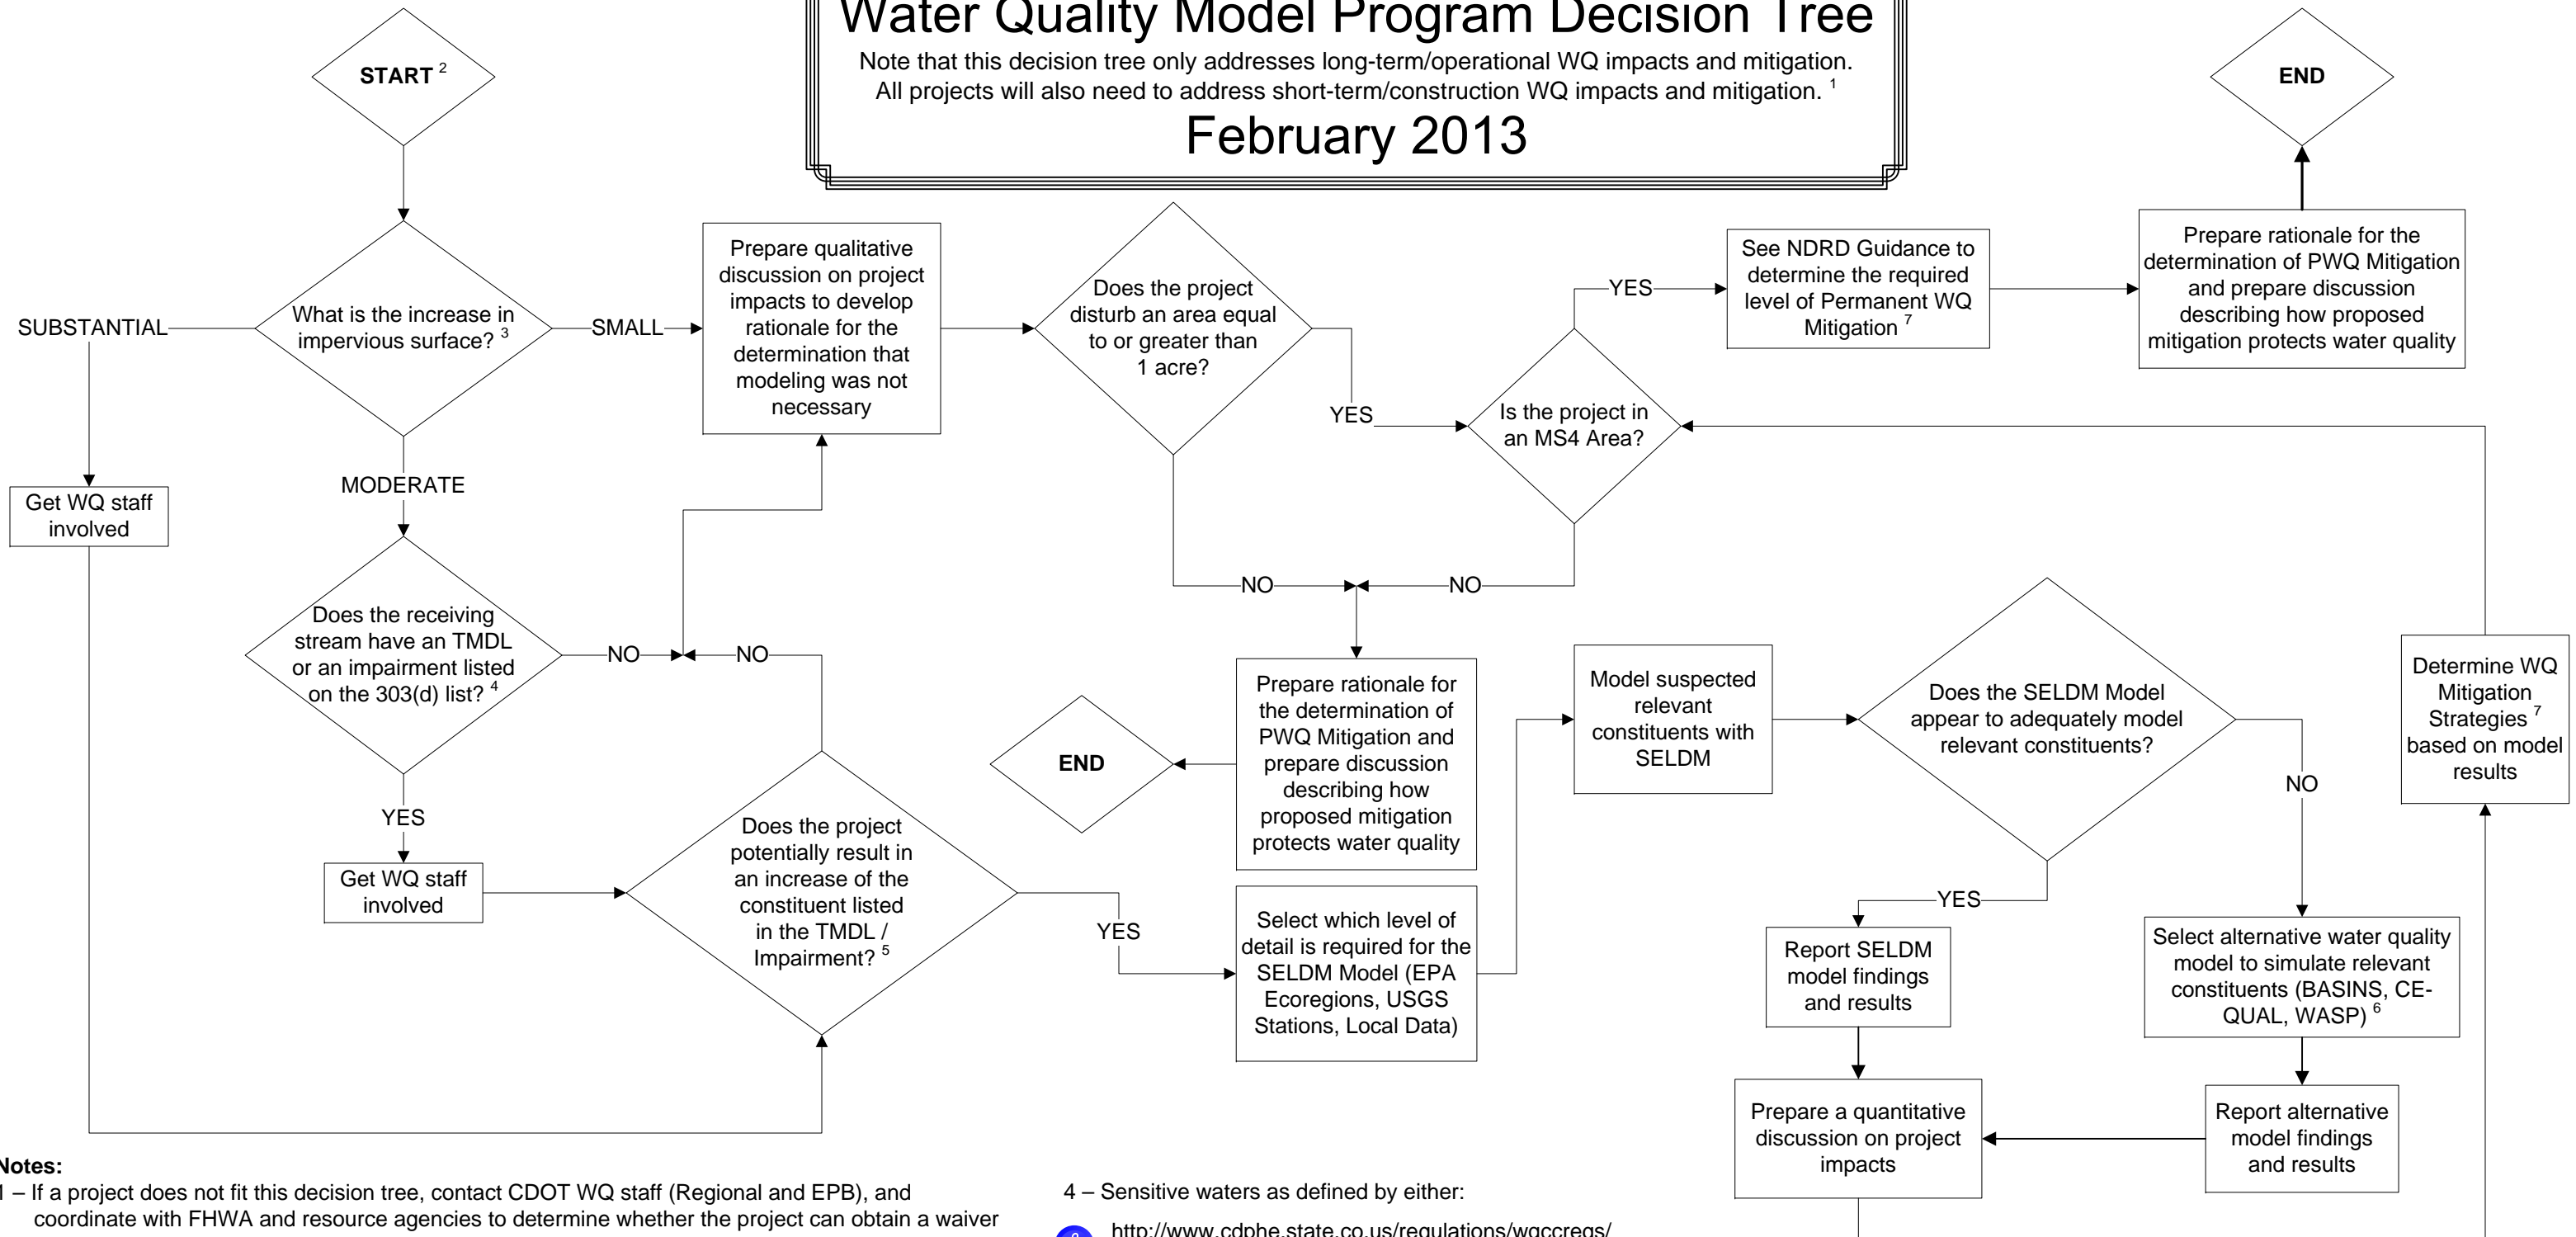 Water Quality Model Program Decision Tree
Note that this decision tree only addresses long-term/operational WQ impacts and mitigation.
All projects will also need to address short-term/construction WQ impacts and mitigation. 1
February 2013
START 2
END
What is the increase in
impervious surface? 3
SUBSTANTIAL
SMALL
MODERATE
Prepare qualitative
discussion on project
impacts to develop
rationale for the
determination that
modeling was not
necessary
Does the project
disturb an area equal
to or greater than
1 acre?
YES
NO
Is the project in
an MS4 Area?
YES
NO
See NDRD Guidance to
determine the required
level of Permanent WQ
Mitigation 7
Prepare rationale for the
determination of PWQ Mitigation
and prepare discussion
describing how proposed
mitigation protects water quality
Get WQ staff
involved
Does the receiving
stream have an TMDL
or an impairment listed
on the 303(d) list? 4
NO
NO
YES
Get WQ staff
involved
Does the project
potentially result in
an increase of the
constituent listed
in the TMDL /
Impairment? 5
YES
END
Prepare rationale for
the determination of
PWQ Mitigation and
prepare discussion
describing how
proposed mitigation
protects water quality
Select which level of
detail is required for the
SELDM Model (EPA
Ecoregions, USGS
Stations, Local Data)
Model suspected
relevant
constituents with
SELDM
Does the SELDM Model
appear to adequately model
relevant constituents?
YES
NO
Determine WQ
Mitigation
Strategies 7
based on model
results
Report SELDM
model findings
and results
Select alternative water quality
model to simulate relevant
constituents (BASINS, CE-
QUAL, WASP) 6
Prepare a quantitative
discussion on project
impacts
Report alternative
model findings
and results
Notes:
1 – If a project does not fit this decision tree, contact CDOT WQ staff (Regional and EPB), and
coordinate with FHWA and resource agencies to determine whether the project can obtain a waiver
4 – Sensitive waters as defined by either:
http://www.cdphe.state.co.us/regulations/wqccregs/